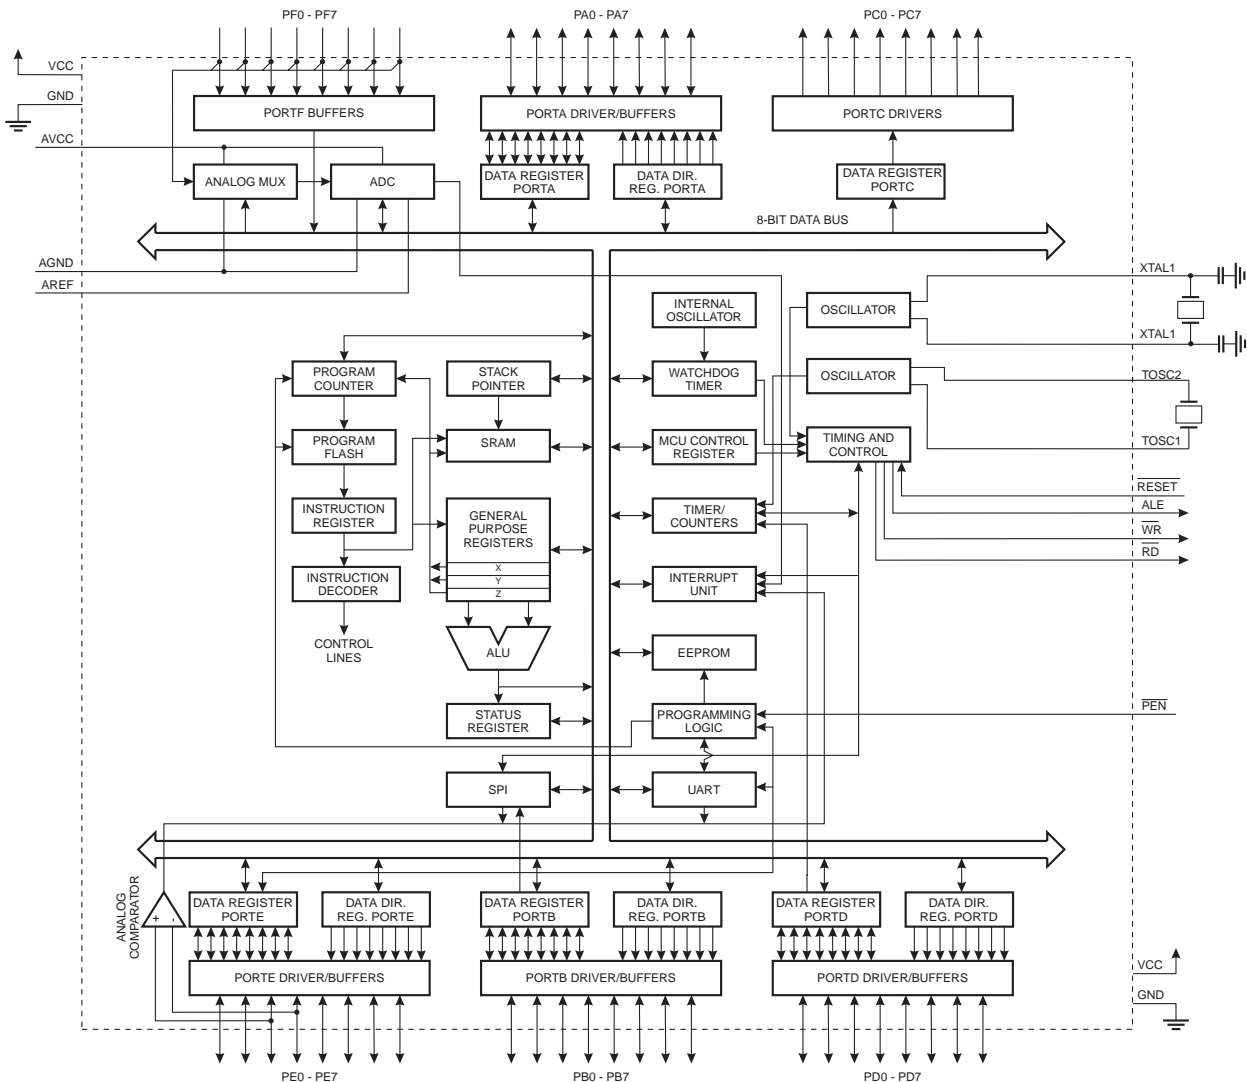 PF0 - PF7
PA0 - PA7
PC0 - PC7
VCC
GND
AVCC
PORTF BUFFERS
PORTA DRIVER/BUFFERS
PORTC DRIVERS
ANALOG MUX
ADC
DATA REGISTER
PORTA
DATA DIR.
REG. PORTA
DATA REGISTER
PORTC
8-BIT DATA BUS
AGND
AREF
XTAL1
INTERNAL
OSCILLATOR
OSCILLATOR
XTAL1
PROGRAM
COUNTER
STACK
POINTER
WATCHDOG
TIMER
OSCILLATOR
TOSC2
PROGRAM
FLASH
SRAM
MCU CONTROL
REGISTER
TIMING AND
CONTROL
TOSC1
RESET
INSTRUCTION
REGISTER
GENERAL
PURPOSE
REGISTERS
TIMER/
COUNTERS
ALE
WR
RD
X
Y
Z
INSTRUCTION
DECODER
INTERRUPT
UNIT
CONTROL
LINES
ALU
EEPROM
STATUS
REGISTER
PROGRAMMING
LOGIC
PEN
SPI
UART
ANALOG
COMPARATOR
+ -
DATA REGISTER
PORTE
DATA DIR.
REG. PORTE
DATA REGISTER
PORTB
DATA DIR.
REG. PORTB
DATA REGISTER
PORTD
DATA DIR.
REG. PORTD
PORTE DRIVER/BUFFERS
PORTB DRIVER/BUFFERS
PORTD DRIVER/BUFFERS
VCC
GND
PE0 - PE7
PB0 - PB7
PD0 - PD7